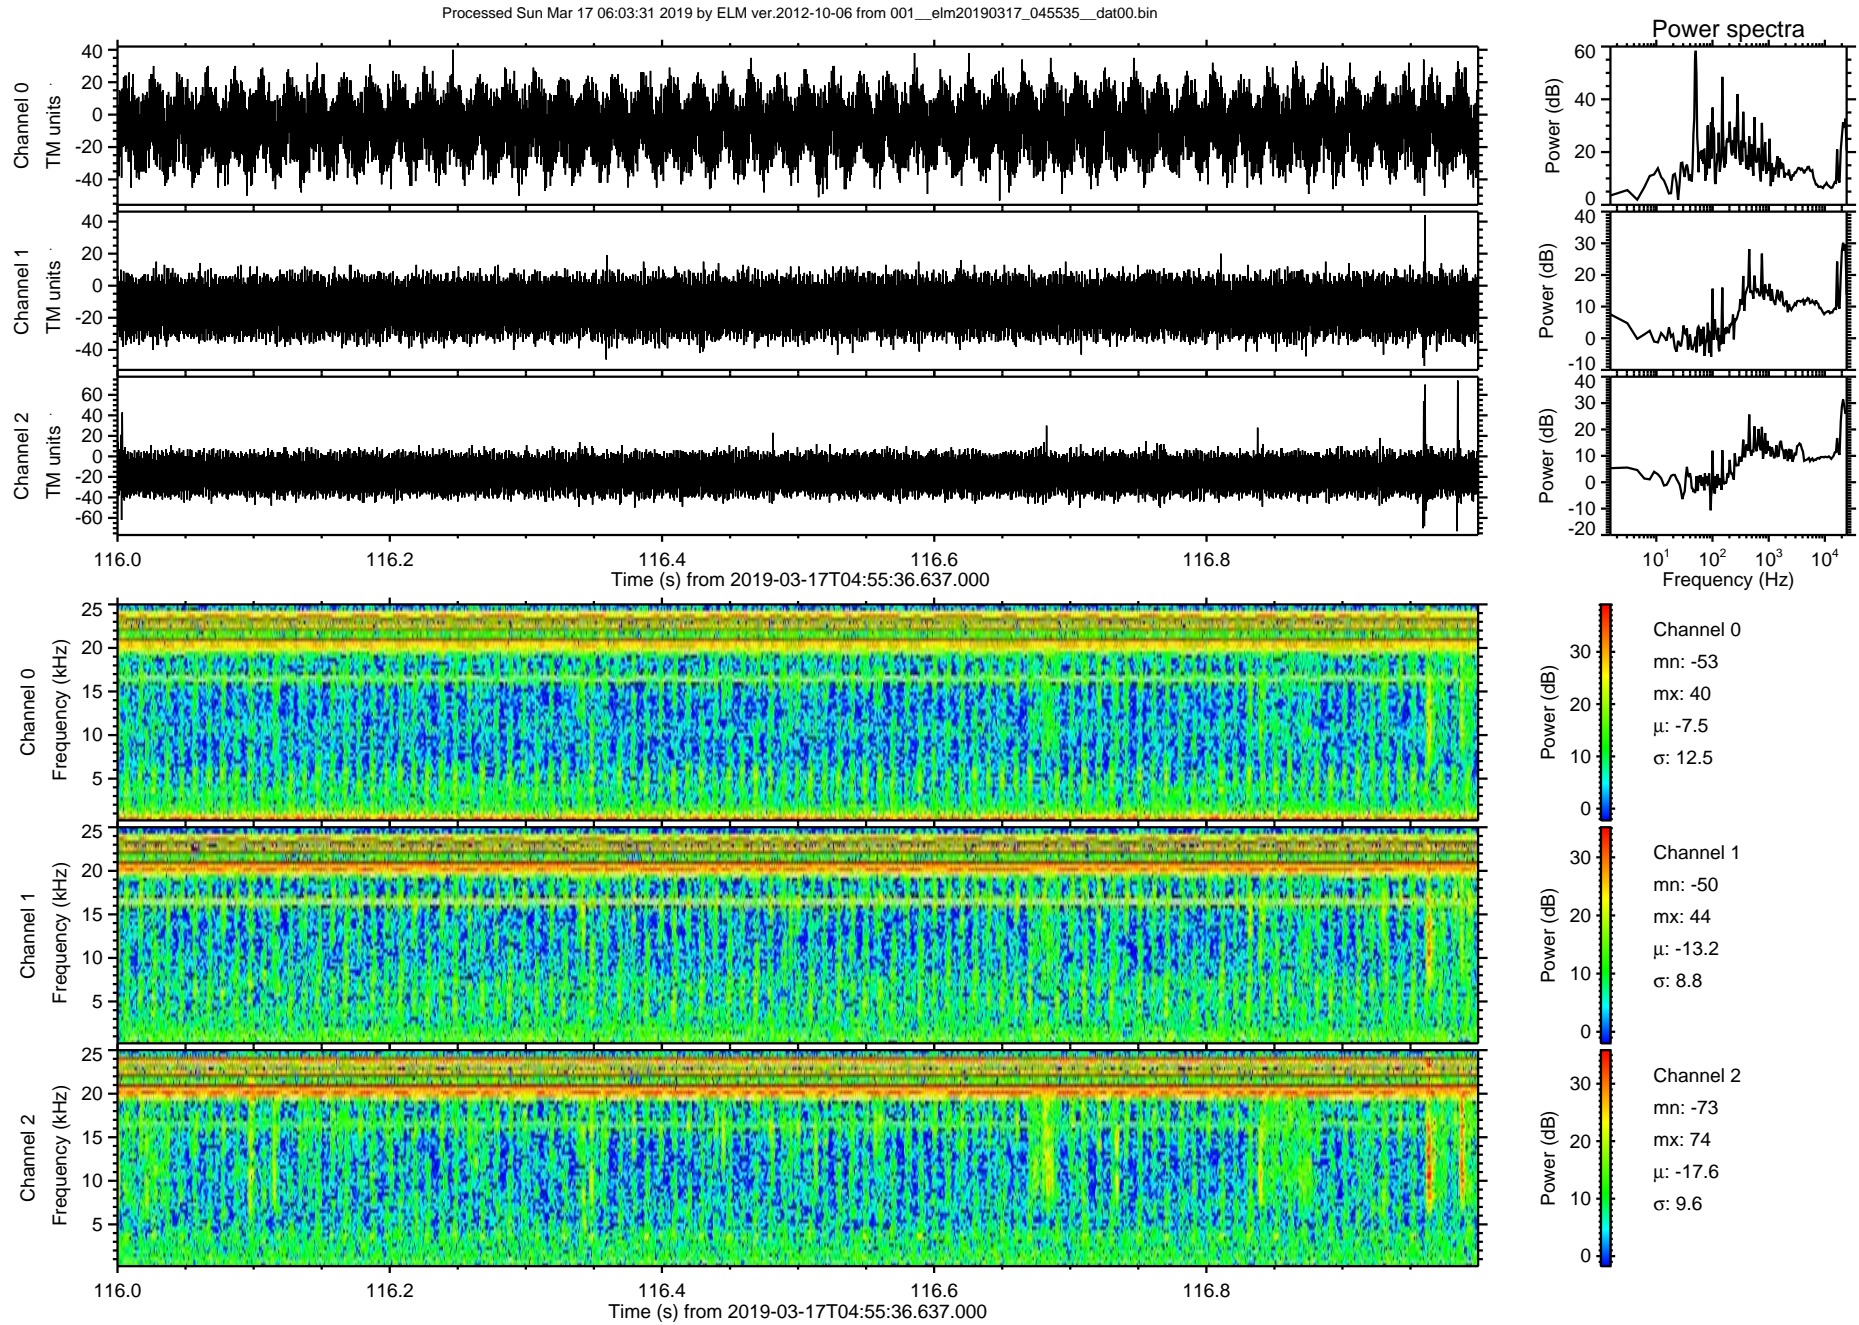 Processed Sun Mar 17 06:03:31 2019 by ELM ver.2012-10-06 from 001__elm20190317_045535__dat00.bin
Power spectra
Channel 0
TM units
40
20
0
-20
-40
Power (dB)
60
40
20
0
Channel 1
TM units
40
20
0
-20
-40
Power (dB)
40
30
20
10
0
-10
Channel 2
TM units
60
40
20
0
-20
-40
-60
Power (dB)
40
30
20
10
0
-10
-20
116.0 116.2 116.4 116.6 116.8
Time (s) from 2019-03-17T04:55:36.637.000
10^1 10^2 10^3 10^4
Frequency (Hz)
Channel 0
Frequency (kHz)
25
20
15
10
5
Power (dB)
30
20
10
0
Channel 0
mn: -53
mx: 40
μ: -7.5
σ: 12.5
Channel 1
Frequency (kHz)
25
20
15
10
5
Power (dB)
30
20
10
0
Channel 1
mn: -50
mx: 44
μ: -13.2
σ: 8.8
Channel 2
Frequency (kHz)
25
20
15
10
5
Power (dB)
30
20
10
0
Channel 2
mn: -73
mx: 74
μ: -17.6
σ: 9.6
116.0 116.2 116.4 116.6 116.8
Time (s) from 2019-03-17T04:55:36.637.000